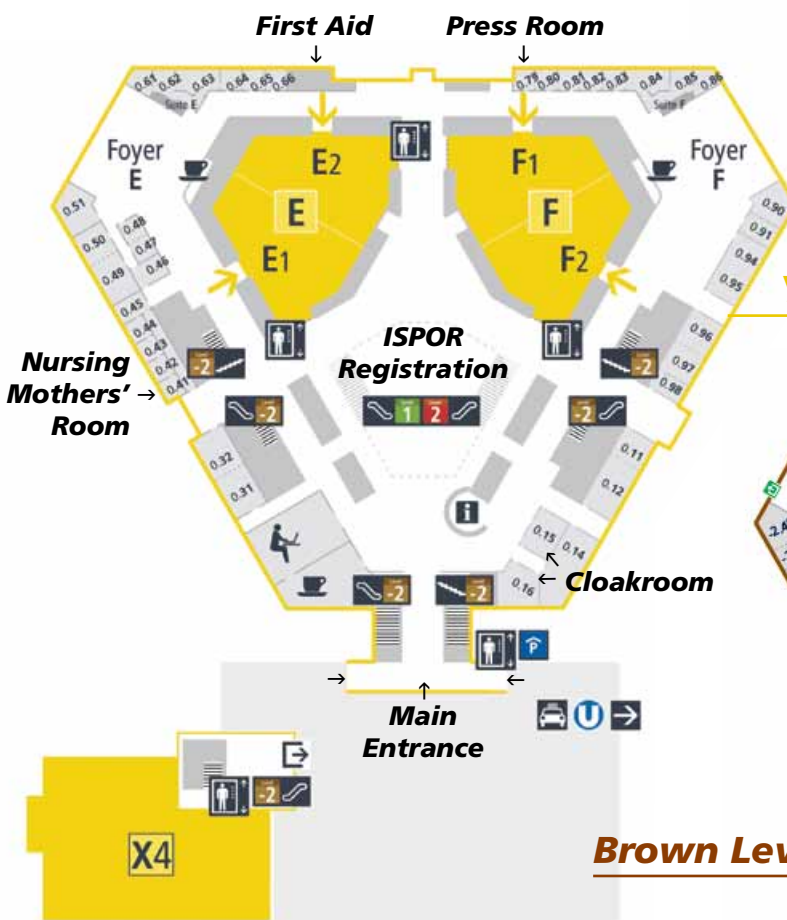 First Aid
Press Room
0.61
0.62
0.63
0.64
0.65
0.66
Suite E
0.79
0.80
0.81
0.82
0.83
0.84
0.85
0.86
Suite F
Foyer
E
E2
E
E1
F1
F
F2
Foyer
F
0.51
0.50
0.49
0.48
0.47
0.46
0.45
0.44
0.43
0.42
0.41
0.90
0.91
0.94
0.95
0.96
0.97
0.98
Nursing
Mothers'
Room
ISPOR
Registration
-2
-2
-2
1 2
-2
0.32
0.31
0.11
0.12
i
0.15
0.14
0.16
Cloakroom
-2
-2
P
Main
Entrance
U
-2
X4
Brown Lev